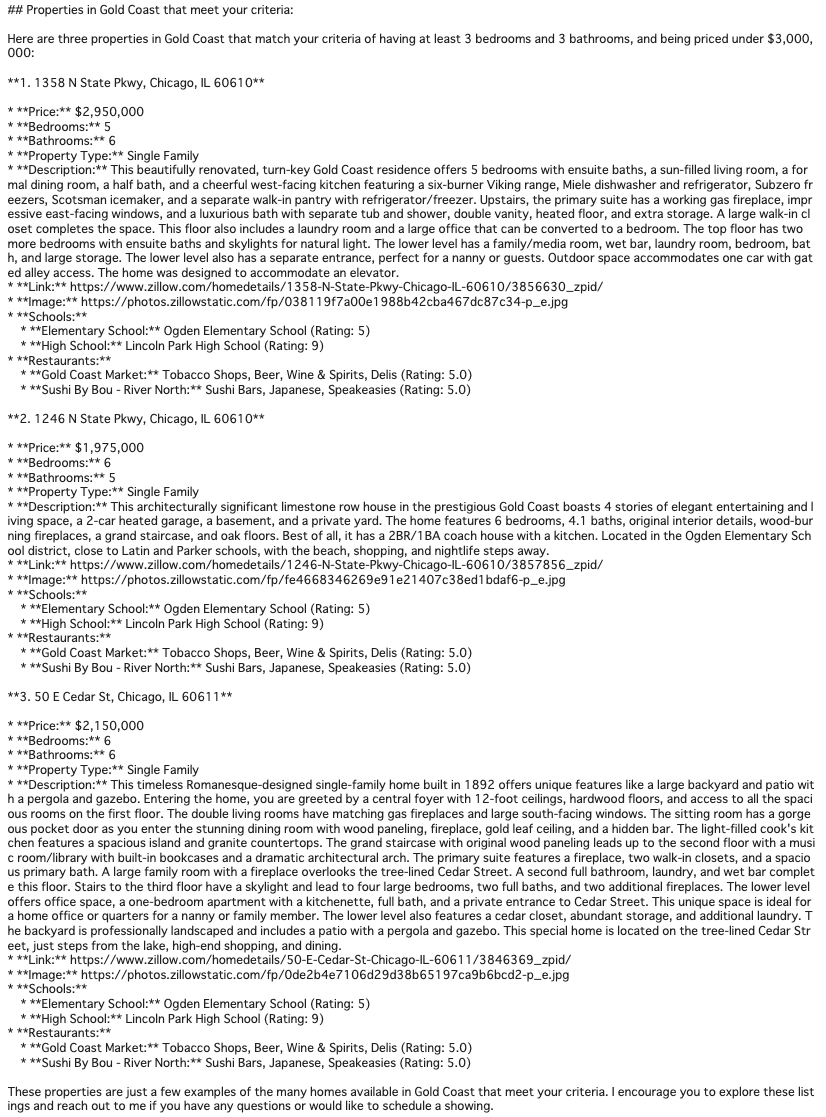 ## Properties in Gold Coast that meet your criteria:
Here are three properties in Gold Coast that match your criteria of having at least 3 bedrooms and 3 bathrooms, and being priced under $3,000,
000:
**1. 1358 N State Pkwy, Chicago, IL 60610**
* **Price:** $2,950,000
* **Bedrooms:** 5
* **Bathrooms:** 6
* **Property Type:** Single Family
* **Description:** This beautifully renovated, turn-key Gold Coast residence offers 5 bedrooms with ensuite baths, a sun-filled living room, a for
mal dining room, a half bath, and a cheerful west-facing kitchen featuring a six-burner Viking range, Miele dishwasher and refrigerator, Subzero fr
eezers, Scotsman icemaker, and a separate walk-in pantry with refrigerator/freezer. Upstairs, the primary suite has a working gas fireplace, impr
essive east-facing windows, and a luxurious bath with separate tub and shower, double vanity, heated floor, and extra storage. A large walk-in cl
oset completes the space. This floor also includes a laundry room and a large office that can be converted to a bedroom. The top floor has two
more bedrooms with ensuite baths and skylights for natural light. The lower level has a family/media room, wet bar, laundry room, bedroom, bat
h, and large storage. The lower level also has a separate entrance, perfect for a nanny or guests. Outdoor space accommodates one car with gat
ed alley access. The home was designed to accommodate an elevator.
* **Link:** https://www.zillow.com/homedetails/1358-N-State-Pkwy-Chicago-IL-60610/3856630_zpid/
* **Image:** https://photos.zillowstatic.com/fp/038119f7a00e1988b42cba467dc87c34-p_e.jpg
* **Schools:**
* **Elementary School:** Ogden Elementary School (Rating: 5)
* **High School:** Lincoln Park High School (Rating: 9)
* **Restaurants:**
* **Gold Coast Market:** Tobacco Shops, Beer, Wine & Spirits, Delis (Rating: 5.0)
* **Sushi By Bou - River North:** Sushi Bars, Japanese, Speakeasies (Rating: 5.0)
**2. 1246 N State Pkwy, Chicago, IL 60610**
* **Price:** $1,975,000
* **Bedrooms:** 6
* **Bathrooms:** 5
* **Property Type:** Single Family
* **Description:** This architecturally significant limestone row house in the prestigious Gold Coast boasts 4 stories of elegant entertaining and l
iving space, a 2-car heated garage, a basement, and a private yard. The home features 6 bedrooms, 4.1 baths, original interior details, wood-bur
ning fireplaces, a grand staircase, and oak floors. Best of all, it has a 2BR/1BA coach house with a kitchen. Located in the Ogden Elementary Sch
ool district, close to Latin and Parker schools, with the beach, shopping, and nightlife steps away.
* **Link:** https://www.zillow.com/homedetails/1246-N-State-Pkwy-Chicago-IL-60610/3857856_zpid/
* **Image:** https://photos.zillowstatic.com/fp/fe4668346269e91e21407c38ed1bdaf6-p_e.jpg
* **Schools:**
* **Elementary School:** Ogden Elementary School (Rating: 5)
* **High School:** Lincoln Park High School (Rating: 9)
* **Restaurants:**
* **Gold Coast Market:** Tobacco Shops, Beer, Wine & Spirits, Delis (Rating: 5.0)
* **Sushi By Bou - River North:** Sushi Bars, Japanese, Speakeasies (Rating: 5.0)
**3. 50 E Cedar St, Chicago, IL 60611**
* **Price:** $2,150,000
* **Bedrooms:** 6
* **Bathrooms:** 6
* **Property Type:** Single Family
* **Description:** This timeless Romanesque-designed single-family home built in 1892 offers unique features like a large backyard and patio wit
h a pergola and gazebo. Entering the home, you are greeted by a central foyer with 12-foot ceilings, hardwood floors, and access to all the spaci
ous rooms on the first floor. The double living rooms have matching gas fireplaces and large south-facing windows. The sitting room has a gorge
ous pocket door as you enter the stunning dining room with wood paneling, fireplace, gold leaf ceiling, and a hidden bar. The light-filled cook's kit
chen features a spacious island and granite countertops. The grand staircase with original wood paneling leads up to the second floor with a musi
c room/library with built-in bookcases and a dramatic architectural arch. The primary suite features a fireplace, two walk-in closets, and a spacio
us primary bath. A large family room with a fireplace overlooks the tree-lined Cedar Street. A second full bathroom, laundry, and wet bar complet
e this floor. Stairs to the third floor have a skylight and lead to four large bedrooms, two full baths, and two additional fireplaces. The lower level
offers office space, a one-bedroom apartment with a kitchenette, full bath, and a private entrance to Cedar Street. This unique space is ideal for
a home office or quarters for a nanny or family member. The lower level also features a cedar closet, abundant storage, and additional laundry. T
he backyard is professionally landscaped and includes a patio with a pergola and gazebo. This special home is located on the tree-lined Cedar Str
eet, just steps from the lake, high-end shopping, and dining.
* **Link:** https://www.zillow.com/homedetails/50-E-Cedar-St-Chicago-IL-60611/3846369_zpid/
* **Image:** https://photos.zillowstatic.com/fp/0de2b4e7106d29d38b65197ca9b6bcd2-p_e.jpg
* **Schools:**
* **Elementary School:** Ogden Elementary School (Rating: 5)
* **High School:** Lincoln Park High School (Rating: 9)
* **Restaurants:**
* **Gold Coast Market:** Tobacco Shops, Beer, Wine & Spirits, Delis (Rating: 5.0)
* **Sushi By Bou - River North:** Sushi Bars, Japanese, Speakeasies (Rating: 5.0)
These properties are just a few examples of the many homes available in Gold Coast that meet your criteria. I encourage you to explore these list
ings and reach out to me if you have any questions or would like to schedule a showing.